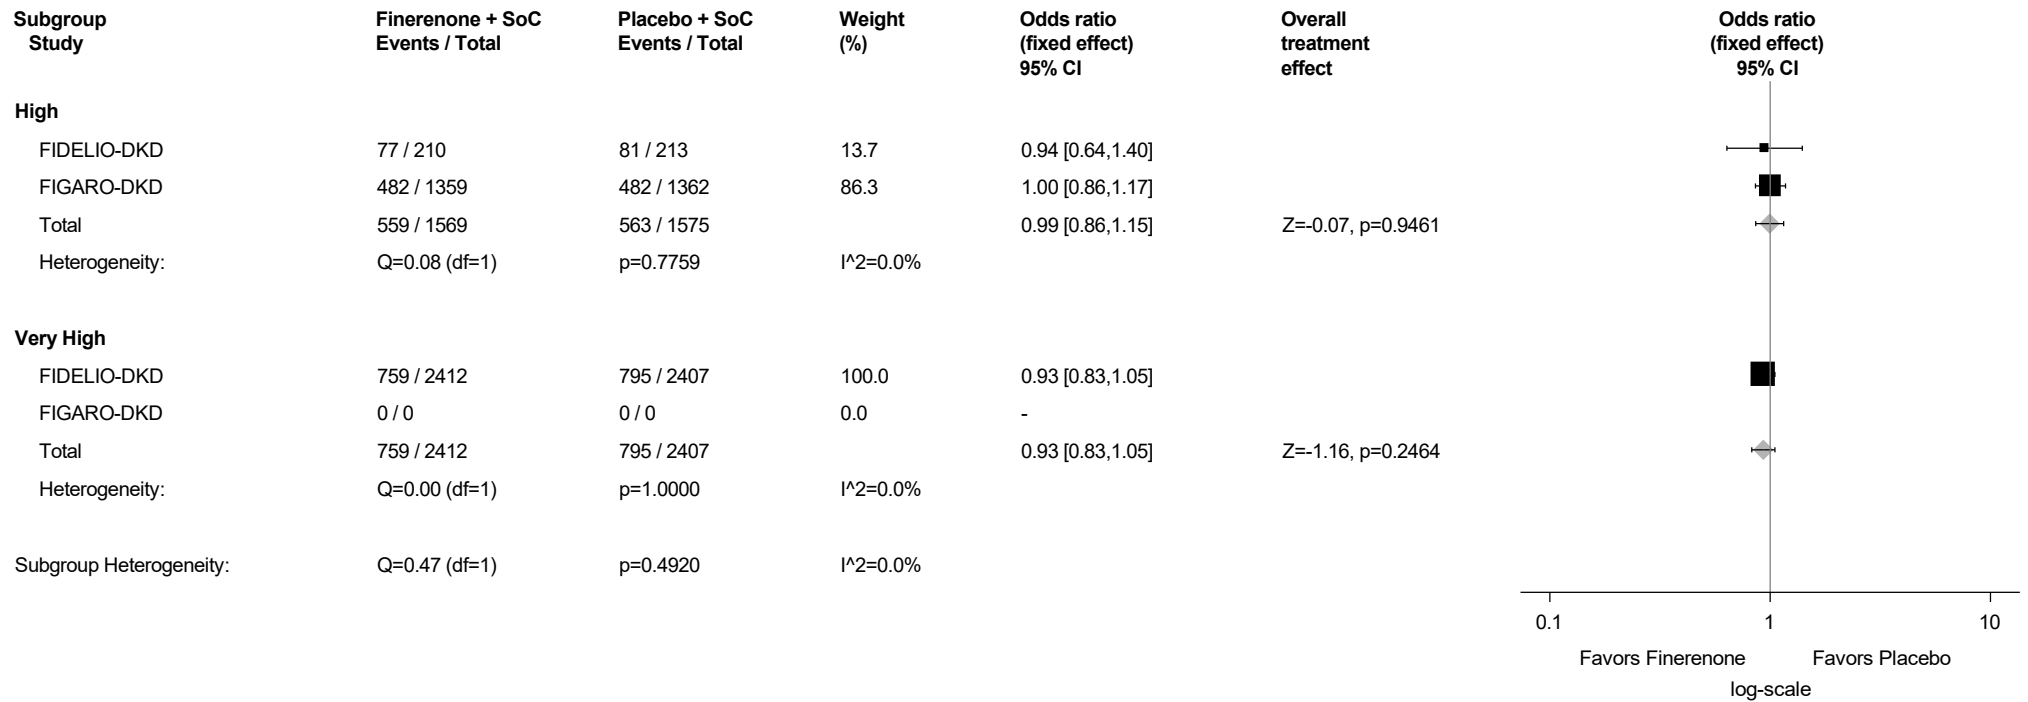 Subgroup Finerenone + SoC Placebo + SoC Weight Odds ratio Overall Odds ratio
Study Events / Total Events / Total (%) (fixed effect) treatment (fixed effect)
95% CI effect 95% CI
High
FIDELIO-DKD 77 / 210 81 / 213 13.7 0.94 [0.64,1.40]
FIGARO-DKD 482 / 1359 482 / 1362 86.3 1.00 [0.86,1.17]
Total 559 / 1569 563 / 1575 0.99 [0.86,1.15] Z=-0.07, p=0.9461
Heterogeneity: Q=0.08 (df=1) p=0.7759 I^2=0.0%
Very High
FIDELIO-DKD 759 / 2412 795 / 2407 100.0 0.93 [0.83,1.05]
FIGARO-DKD 0 / 0 0 / 0 0.0 -
Total 759 / 2412 795 / 2407 0.93 [0.83,1.05] Z=-1.16, p=0.2464
Heterogeneity: Q=0.00 (df=1) p=1.0000 I^2=0.0%
Subgroup Heterogeneity: Q=0.47 (df=1) p=0.4920 I^2=0.0%
0.1 1 10
Favors Finerenone Favors Placebo
log-scale